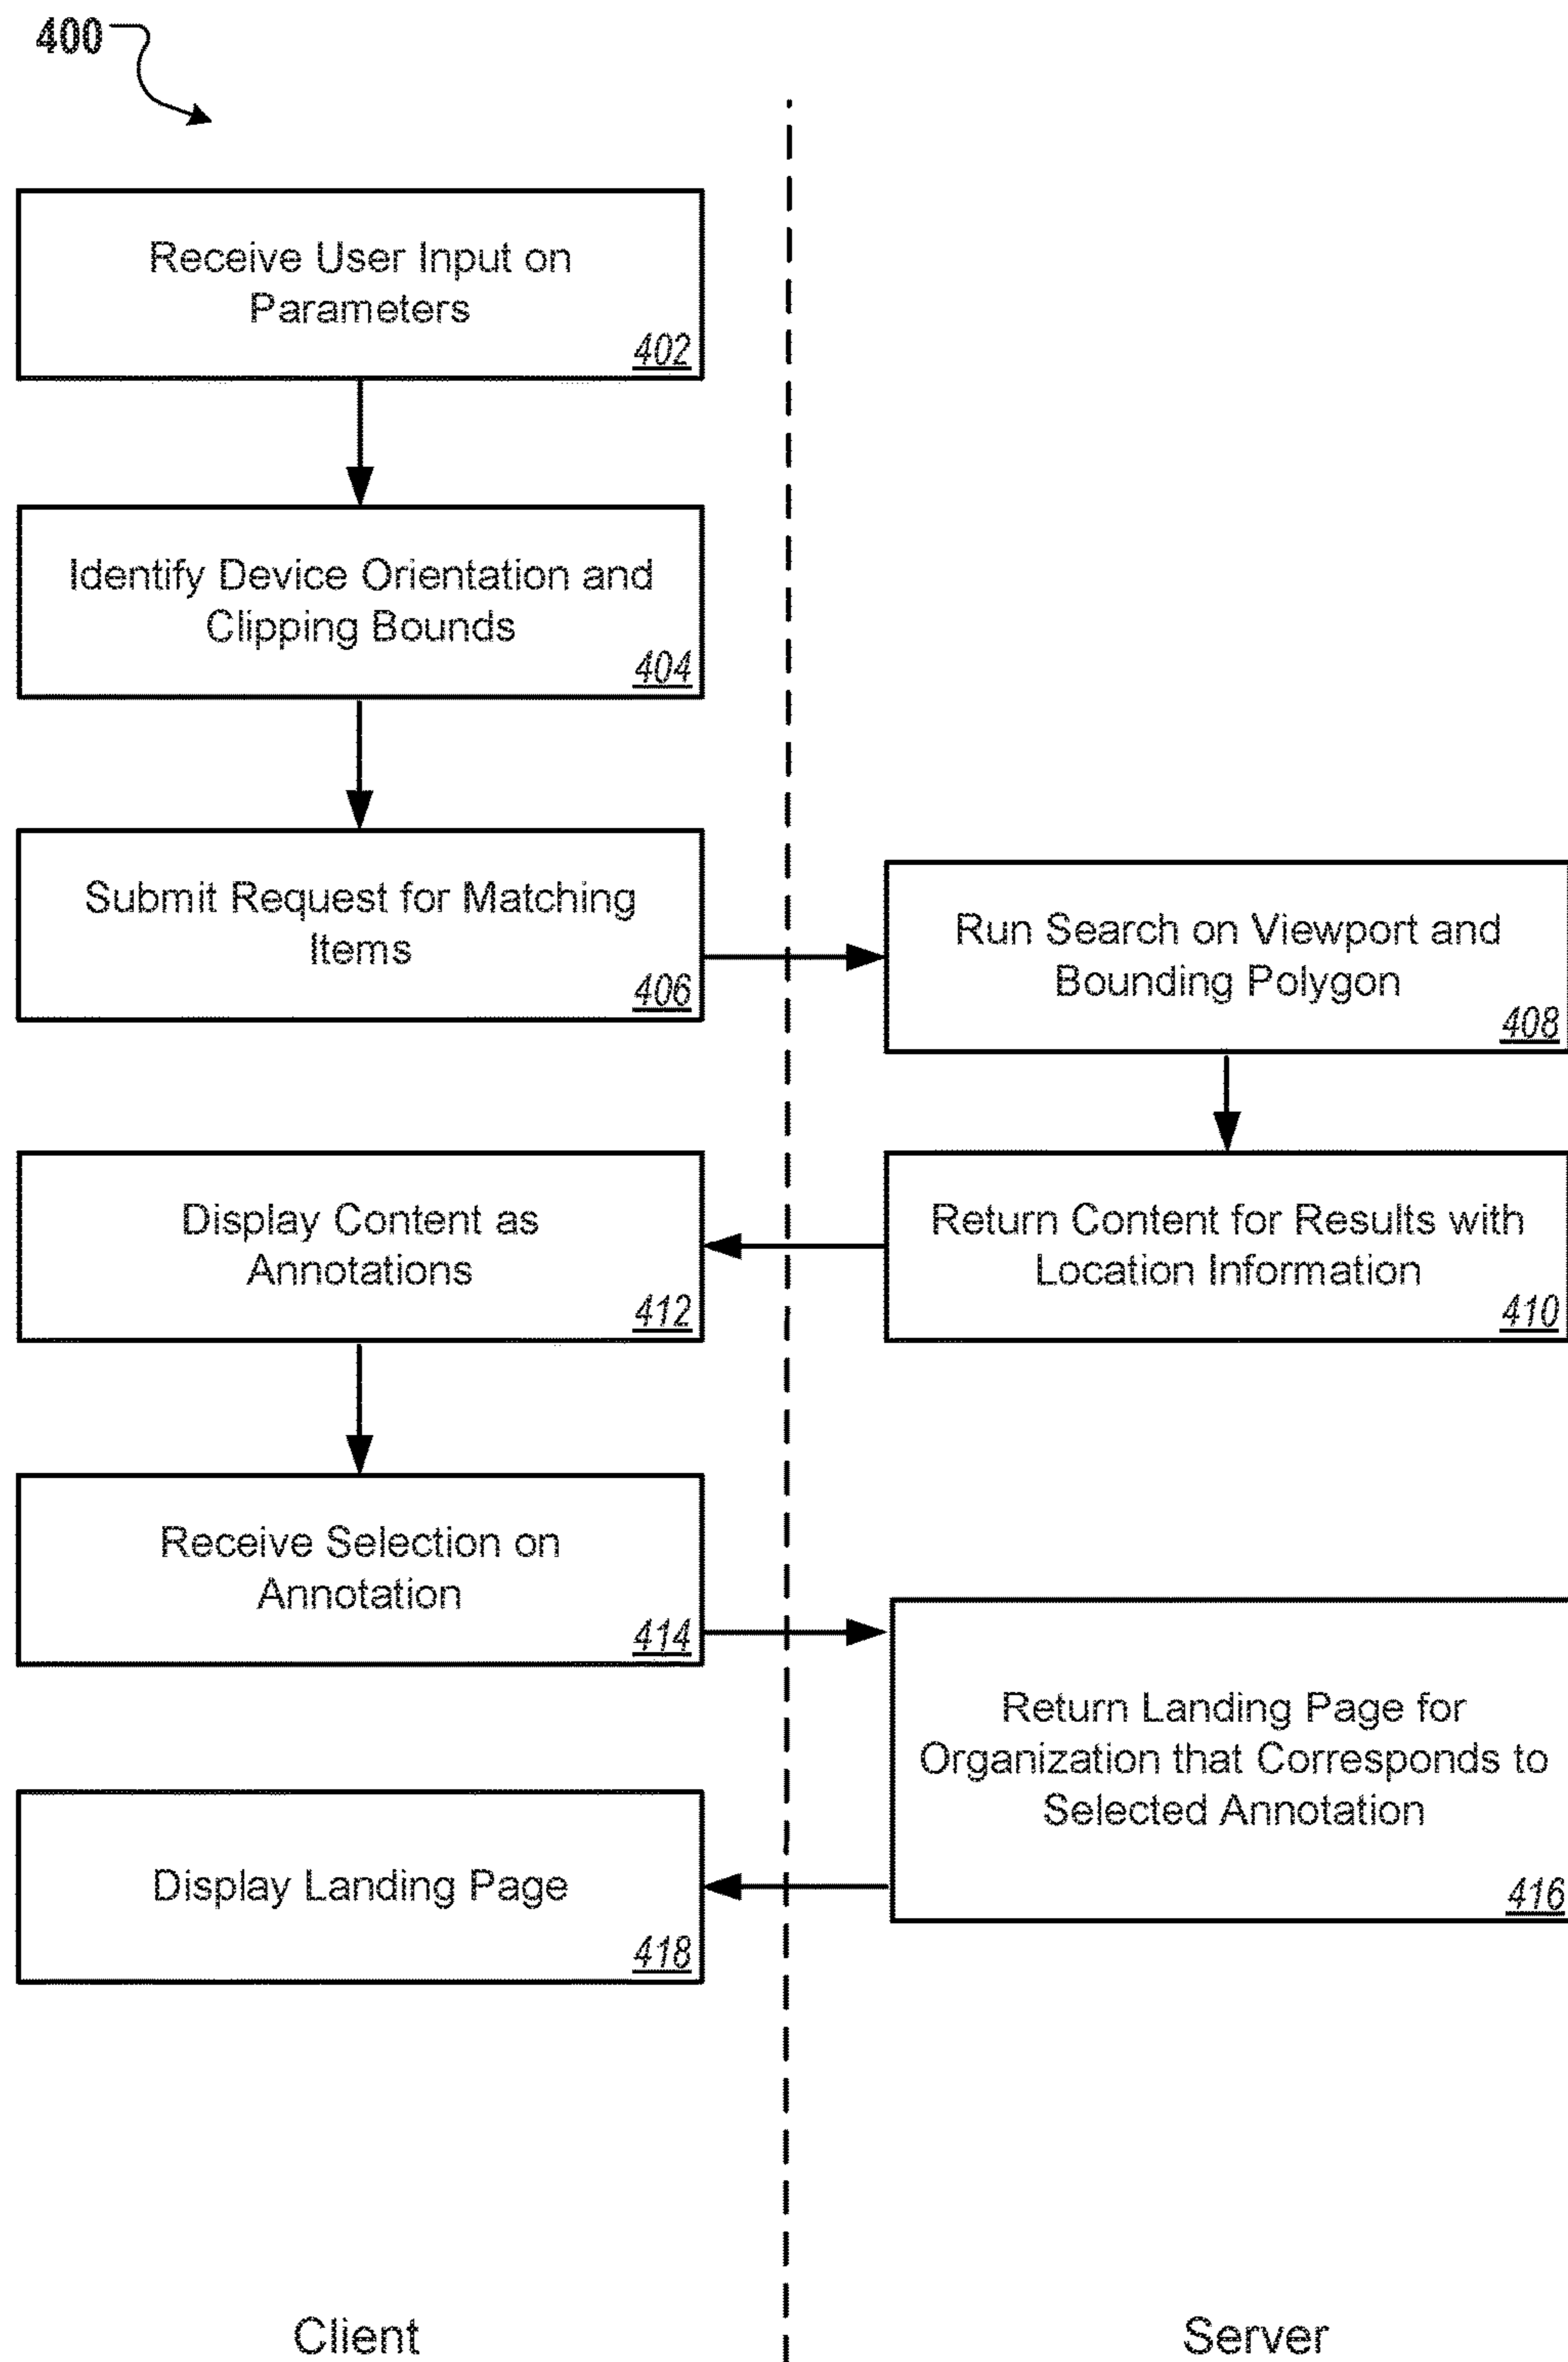 400
Receive User Input on
Parameters
402
Identify Device Orientation and
Clipping Bounds
404
Submit Request for Matching
Items
406
Run Search on Viewport and
Bounding Polygon
408
Return Content for Results with
Location Information
410
Display Content as
Annotations
412
Receive Selection on
Annotation
414
Return Landing Page for
Organization that Corresponds to
Selected Annotation
416
Display Landing Page
418
Client
Server